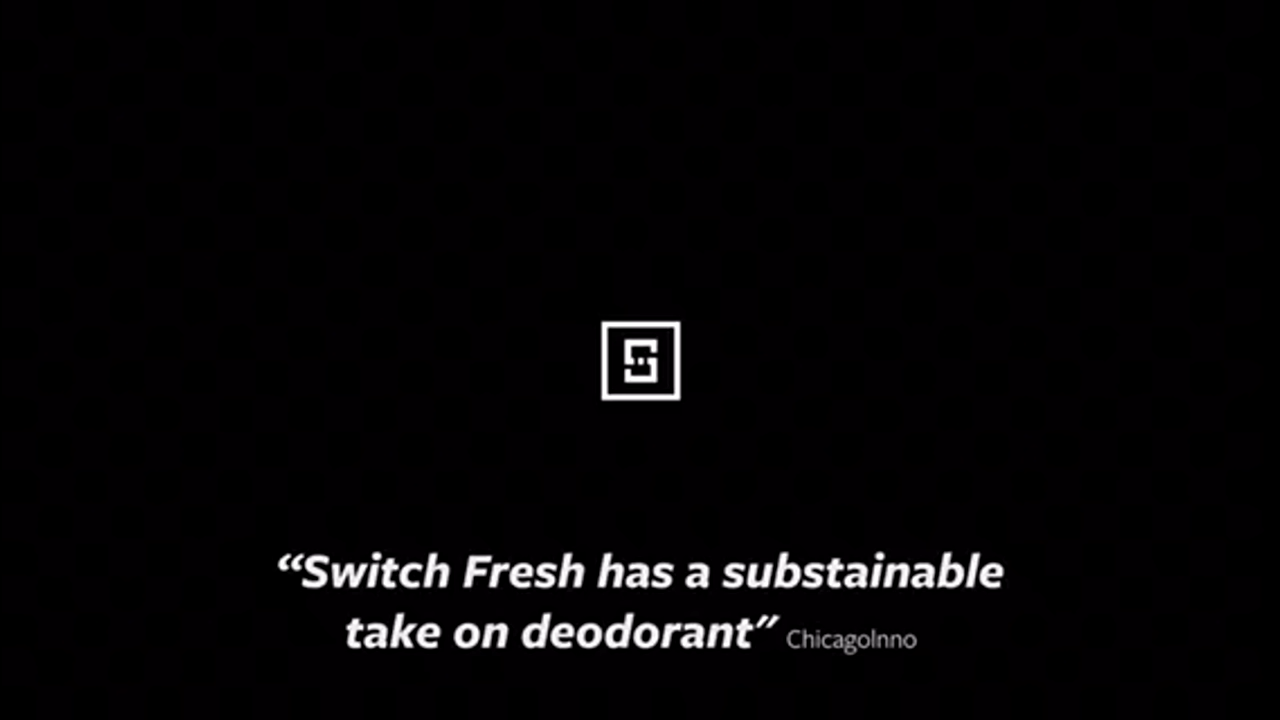 S
“Switch Fresh has a substainable
take on deodorant” ChicagoInno